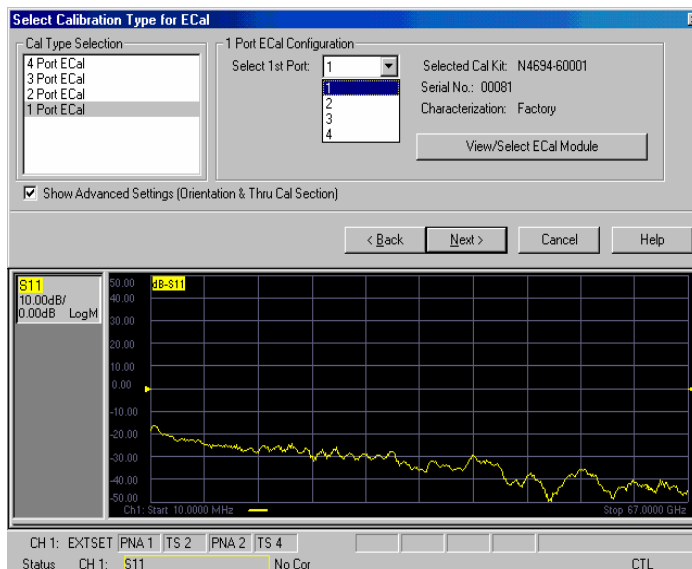 Select Calibration Type for ECal
Cal Type Selection
4 Port ECal
3 Port ECal
2 Port ECal
1 Port ECal
1 Port ECal Configuration
Select 1st Port: 1
1
2
3
4
Selected Cal Kit: N4694-60001
Serial No.: 00081
Characterization: Factory
View/Select ECal Module
Show Advanced Settings (Orientation & Thru Cal Section)
< Back
Next >
Cancel
Help
S11
10.00dB/
0.00dB LogM
dB-S11
50.00
40.00
30.00
20.00
10.00
0.00
-10.00
-20.00
-30.00
-40.00
-50.00
Ch1: Start 10.0000 MHz
Stop 67.0000 GHz
CH 1: EXTSET PNA 1 TS 2 PNA 2 TS 4
Status CH 1: S11 No Cor CTL